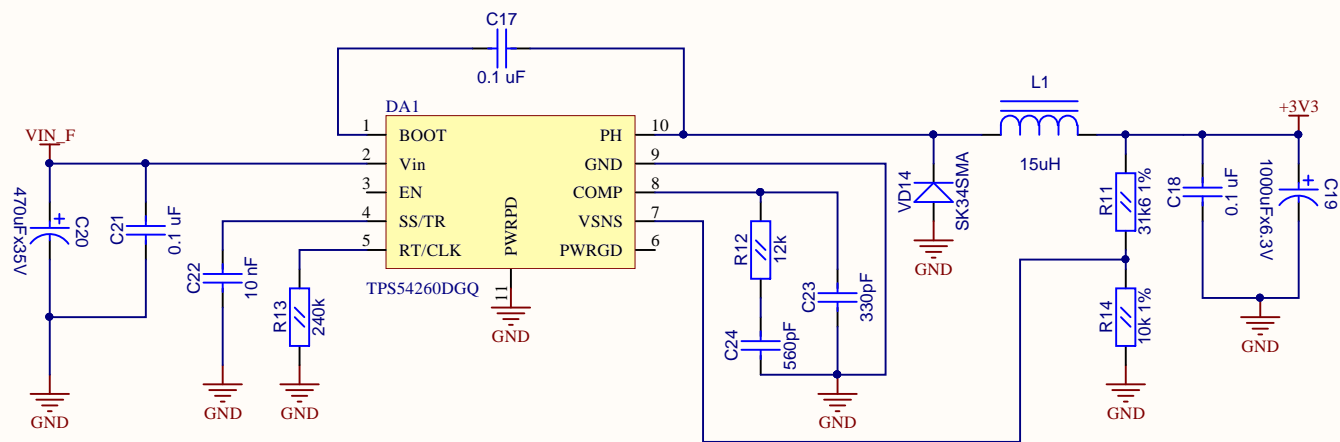 C17
0.1 uF
DA1
TPS54260DGQ
1
BOOT
2
Vin
3
EN
4
SS/TR
5
RT/CLK
PWRPD
11
GND
PH
10
GND
9
COMP
8
VSNS
7
PWRGD
6
VIN_F
C20
470uFx35V
GND
C21
0.1 uF
C22
10 nF
GND
R13
240k
GND
R12
12k
C24
560pF
C23
330pF
GND
VD14
SK34SMA
GND
L1
15uH
R11
31k6 1%
R14
10k 1%
GND
C18
0.1 uF
+3V3
C19
1000uFx6.3V
GND